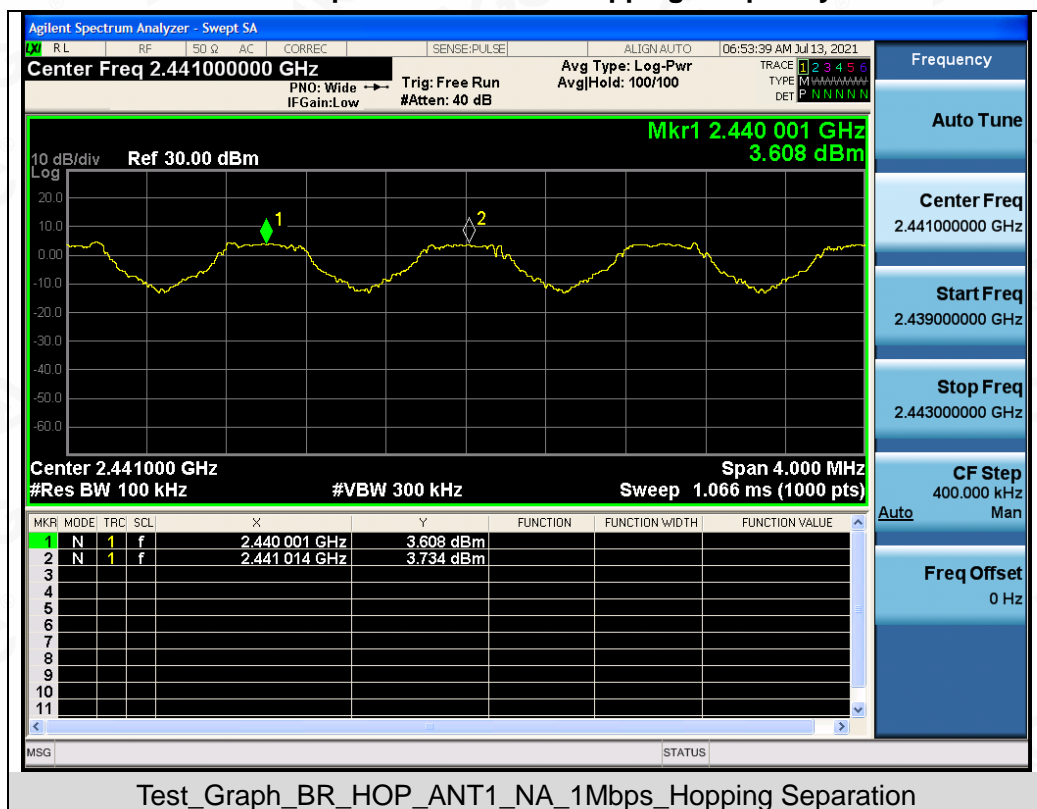 Agilent Spectrum Analyzer - Swept SA
LXI RL RF 50 Ω AC CORREC SENSE:PULSE ALIGN AUTO 06:53:39 AM Jul 13, 2021
Center Freq 2.441000000 GHz
PNO: Wide
IFGain:Low
Trig: Free Run
#Atten: 40 dB
Avg Type: Log-Pwr
Avg|Hold: 100/100
TRACE 1 2 3 4 5 6
TYPE M
DET P N N N N N
Mkr1 2.440 001 GHz
3.608 dBm
10 dB/div Ref 30.00 dBm
Log
20.0
10.0
0.00
-10.0
-20.0
-30.0
-40.0
-50.0
-60.0
1
2
Center 2.441000 GHz Span 4.000 MHz
#Res BW 100 kHz #VBW 300 kHz Sweep 1.066 ms (1000 pts)
MKR MODE TRC SCL X Y FUNCTION FUNCTION WIDTH FUNCTION VALUE
1 N 1 f 2.440 001 GHz 3.608 dBm
2 N 1 f 2.441 014 GHz 3.734 dBm
3
4
5
6
7
8
9
10
11
MSG STATUS
Frequency
Auto Tune
Center Freq
2.441000000 GHz
Start Freq
2.439000000 GHz
Stop Freq
2.443000000 GHz
CF Step
400.000 kHz
Auto Man
Freq Offset
0 Hz
Test_Graph_BR_HOP_ANT1_NA_1Mbps_Hopping Separation